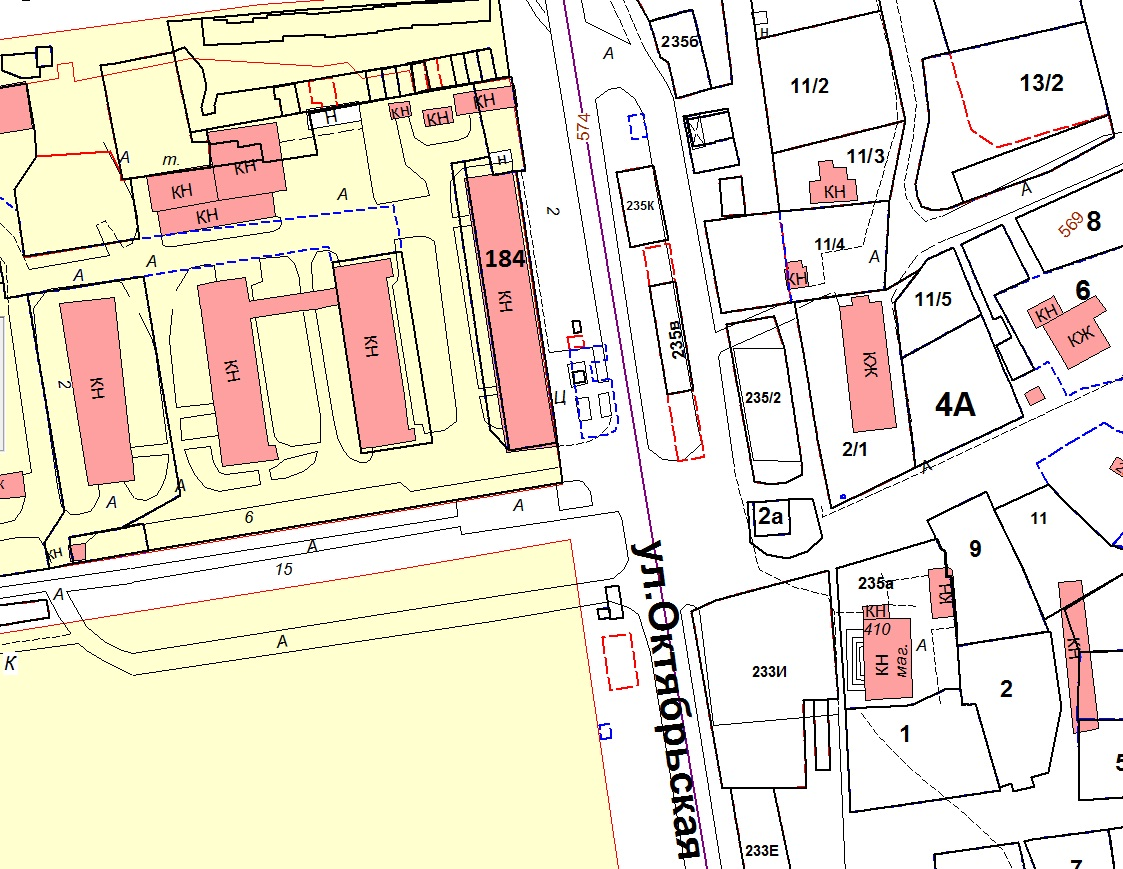 235б
А
Н
11/2
13/2
574
КН
КН
КН
Н
11/3
А
т.
КН
КН
КН
КН
А
Н
235К
2
А
569
8
11/4
А
КН
184
КН
А
А
11/5
6
КН
КЖ
235в
КЖ
КН
КН
КН
2
Ц
235/2
4А
2/1
А
А
А
6
А
2а
11
9
КН
А
15
А
235а
КН
КН
410
КН
маг.
А
КН
К
А
233И
2
1
5
ул.Октябрьская
233Е
7